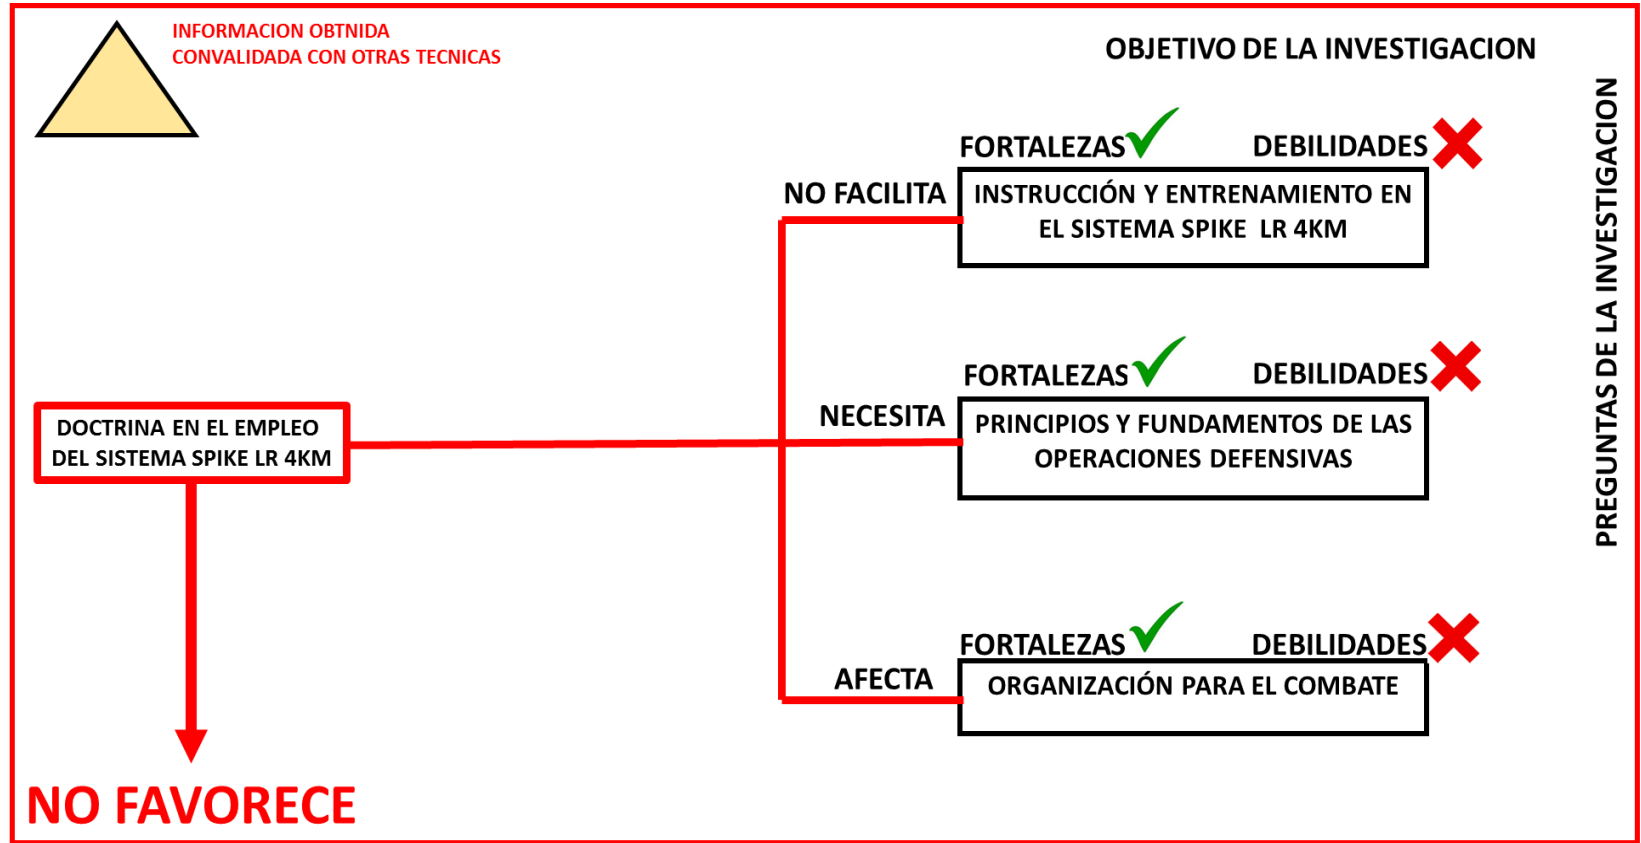 INFORMACION OBTNIDA
CONVALIDADA CON OTRAS TECNICAS
OBJETIVO DE LA INVESTIGACION
PREGUNTAS DE LA INVESTIGACION
FORTALEZAS DEBILIDADES
NO FACILITA
INSTRUCCIÓN Y ENTRENAMIENTO EN
EL SISTEMA SPIKE LR 4KM
FORTALEZAS DEBILIDADES
NECESITA
PRINCIPIOS Y FUNDAMENTOS DE LAS
OPERACIONES DEFENSIVAS
DOCTRINA EN EL EMPLEO
DEL SISTEMA SPIKE LR 4KM
FORTALEZAS DEBILIDADES
AFECTA
ORGANIZACIÓN PARA EL COMBATE
NO FAVORECE